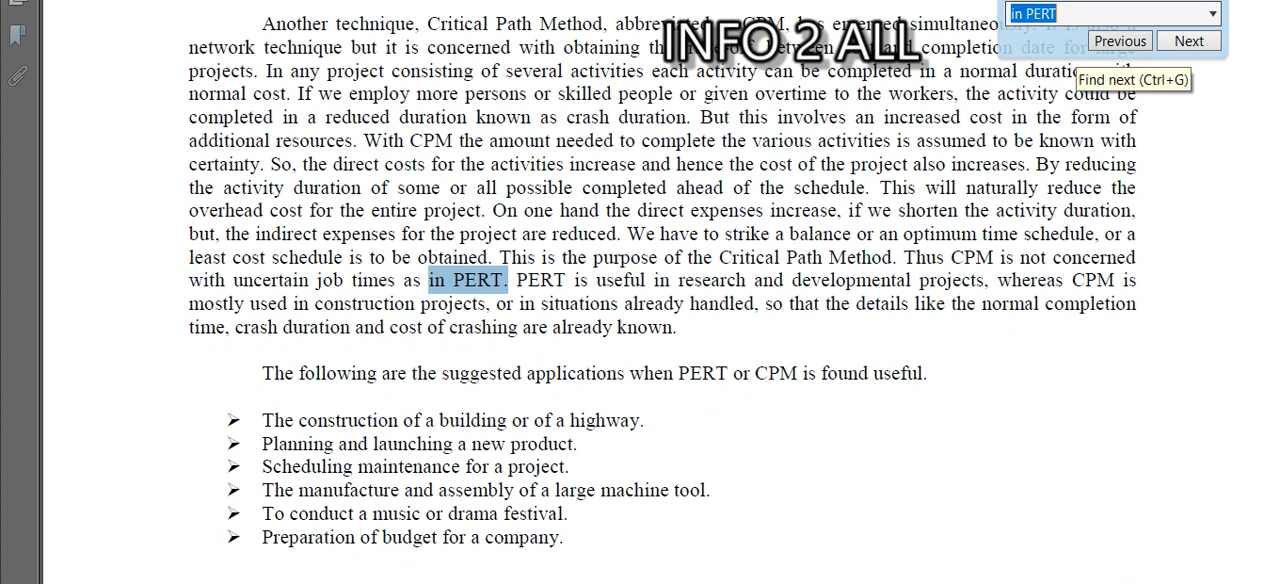 in PERT
Previous
Next
Find next (Ctrl+G)
INFO 2 ALL
Another technique, Critical Path Method, CPM, has emerged simultaneously. It is also a
network technique but it is concerned with obtaining the trade-off, between cost and completion date for large
projects. In any project consisting of several activities each activity can be completed in a normal duration with
normal cost. If we employ more persons or skilled people or given overtime to the workers, the activity could be
completed in a reduced duration known as crash duration. But this involves an increased cost in the form of
additional resources. With CPM the amount needed to complete the various activities is assumed to be known with
certainty. So, the direct costs for the activities increase and hence the cost of the project also increases. By reducing
the activity duration of some or all possible completed ahead of the schedule. This will naturally reduce the
overhead cost for the entire project. On one hand the direct expenses increase, if we shorten the activity duration,
but, the indirect expenses for the project are reduced. We have to strike a balance or an optimum time schedule, or a
least cost schedule is to be obtained. This is the purpose of the Critical Path Method. Thus CPM is not concerned
with uncertain job times as in PERT. PERT is useful in research and developmental projects, whereas CPM is
mostly used in construction projects, or in situations already handled, so that the details like the normal completion
time, crash duration and cost of crashing are already known.
The following are the suggested applications when PERT or CPM is found useful.
➢ The construction of a building or of a highway.
➢ Planning and launching a new product.
➢ Scheduling maintenance for a project.
➢ The manufacture and assembly of a large machine tool.
➢ To conduct a music or drama festival.
➢ Preparation of budget for a company.